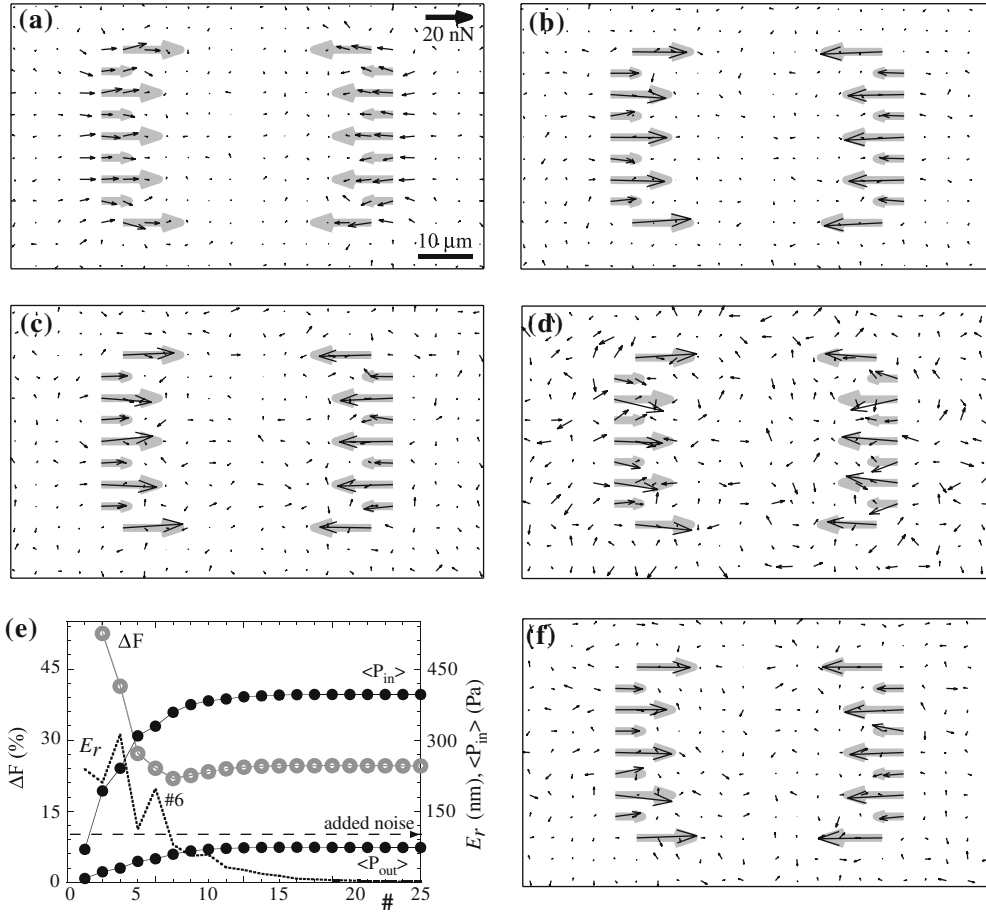 (a)
20 nN
10 μm
(b)
(c)
(d)
(e)
ΔF
<P_in>
E_r
#6
added noise
<P_out>
45
30
15
0
ΔF (%)
450
300
150
E_r (nm), <P_in> (Pa)
0 5 10 15 20 25
#
(f)